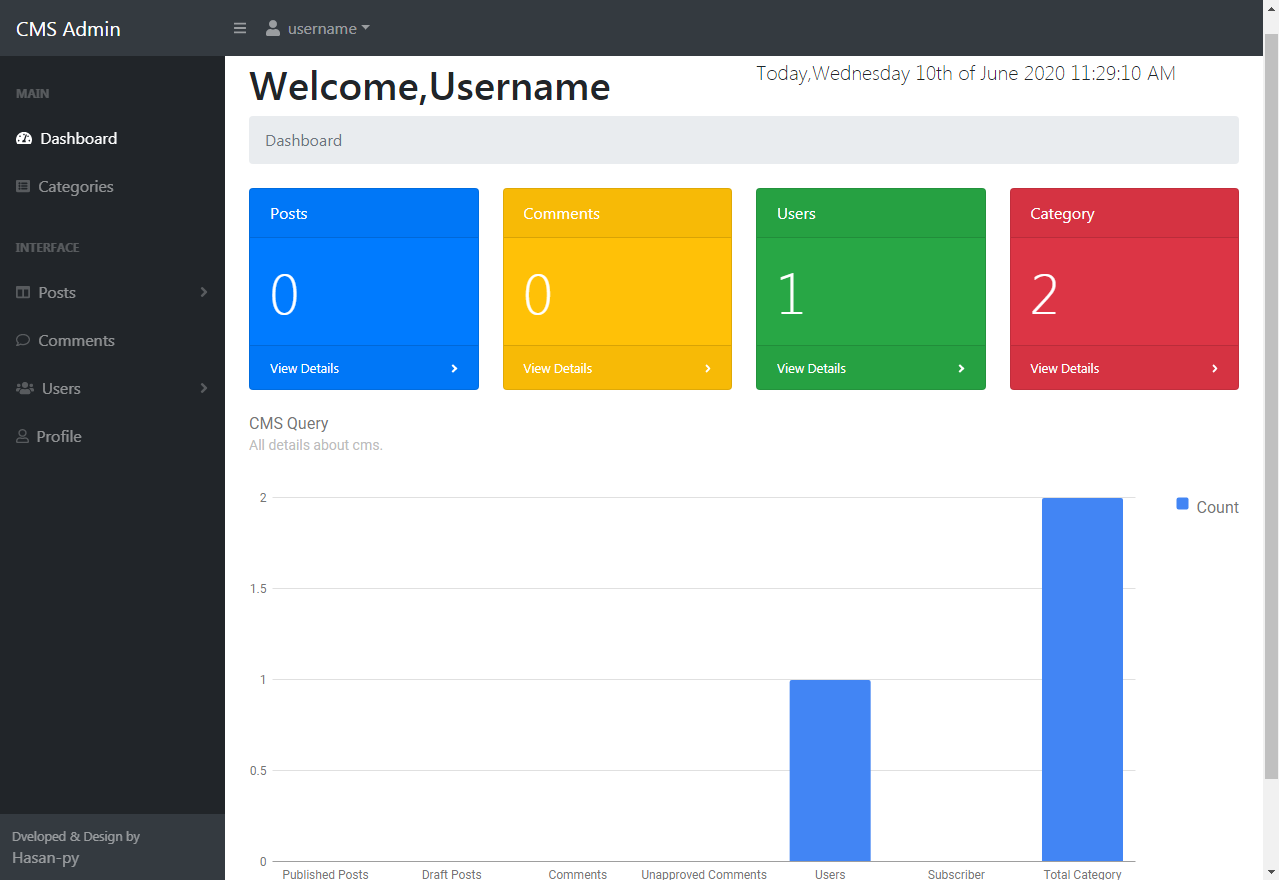 CMS Admin
username
MAIN
Dashboard
Categories
INTERFACE
Posts
Comments
Users
Profile
Dveloped & Design by
Hasan-py
Welcome,Username
Today,Wednesday 10th of June 2020 11:29:10 AM
Dashboard
Posts
0
View Details
Comments
0
View Details
Users
1
View Details
Category
2
View Details
CMS Query
All details about cms.
2
1.5
1
0.5
0
Count
Published Posts
Draft Posts
Comments
Unapproved Comments
Users
Subscriber
Total Category